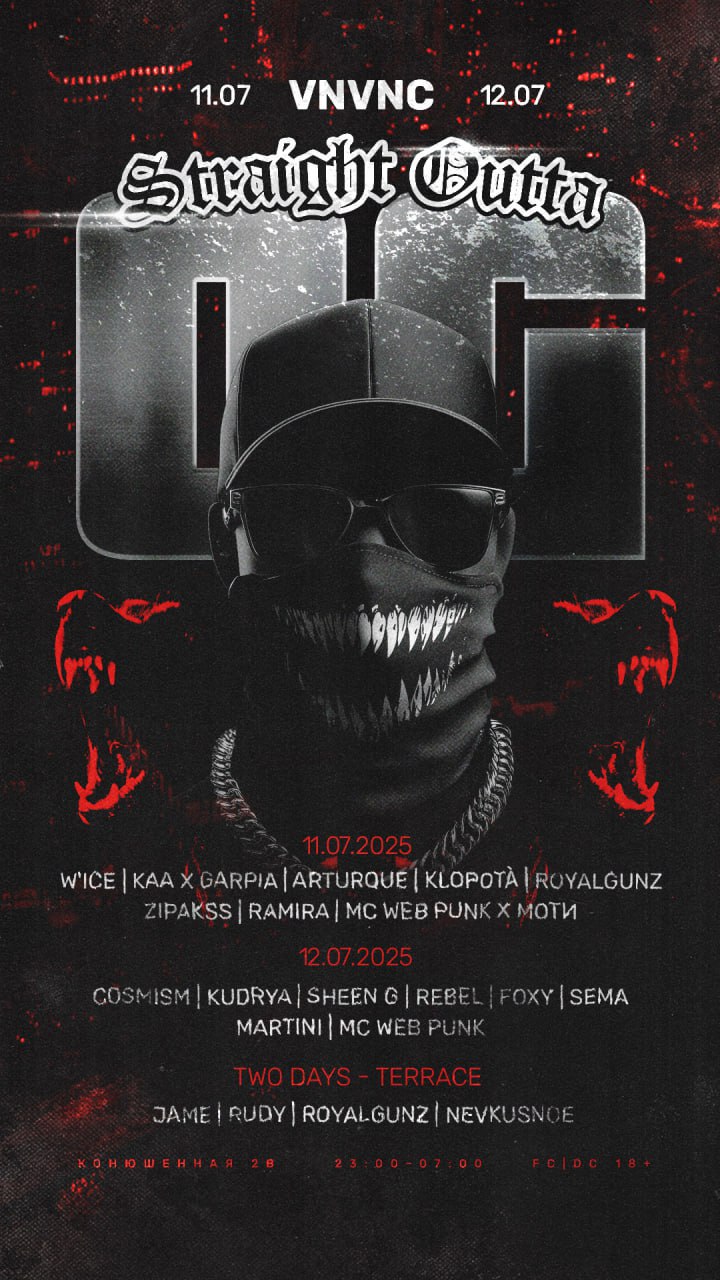 11.07 VNVNC 12.07
Straight Outta
OG
11.07.2025
W'ICE | KAA X GARPIA | ARTURQUE | KLOPOTÀ | ROYALGUNZ
ZIPAKSS | RAMIRA | MC WEB PUNK X МОТИ
12.07.2025
COSMISM | KUDRYA | SHEEN G | REBEL | FOXY | SEMA
MARTINI | MC WEB PUNK
TWO DAYS - TERRACE
JAME | RUDY | ROYALGUNZ | NEVKUSNOE
КОНЮШЕННАЯ 2В 23:00-07:00 FC|DC 18+